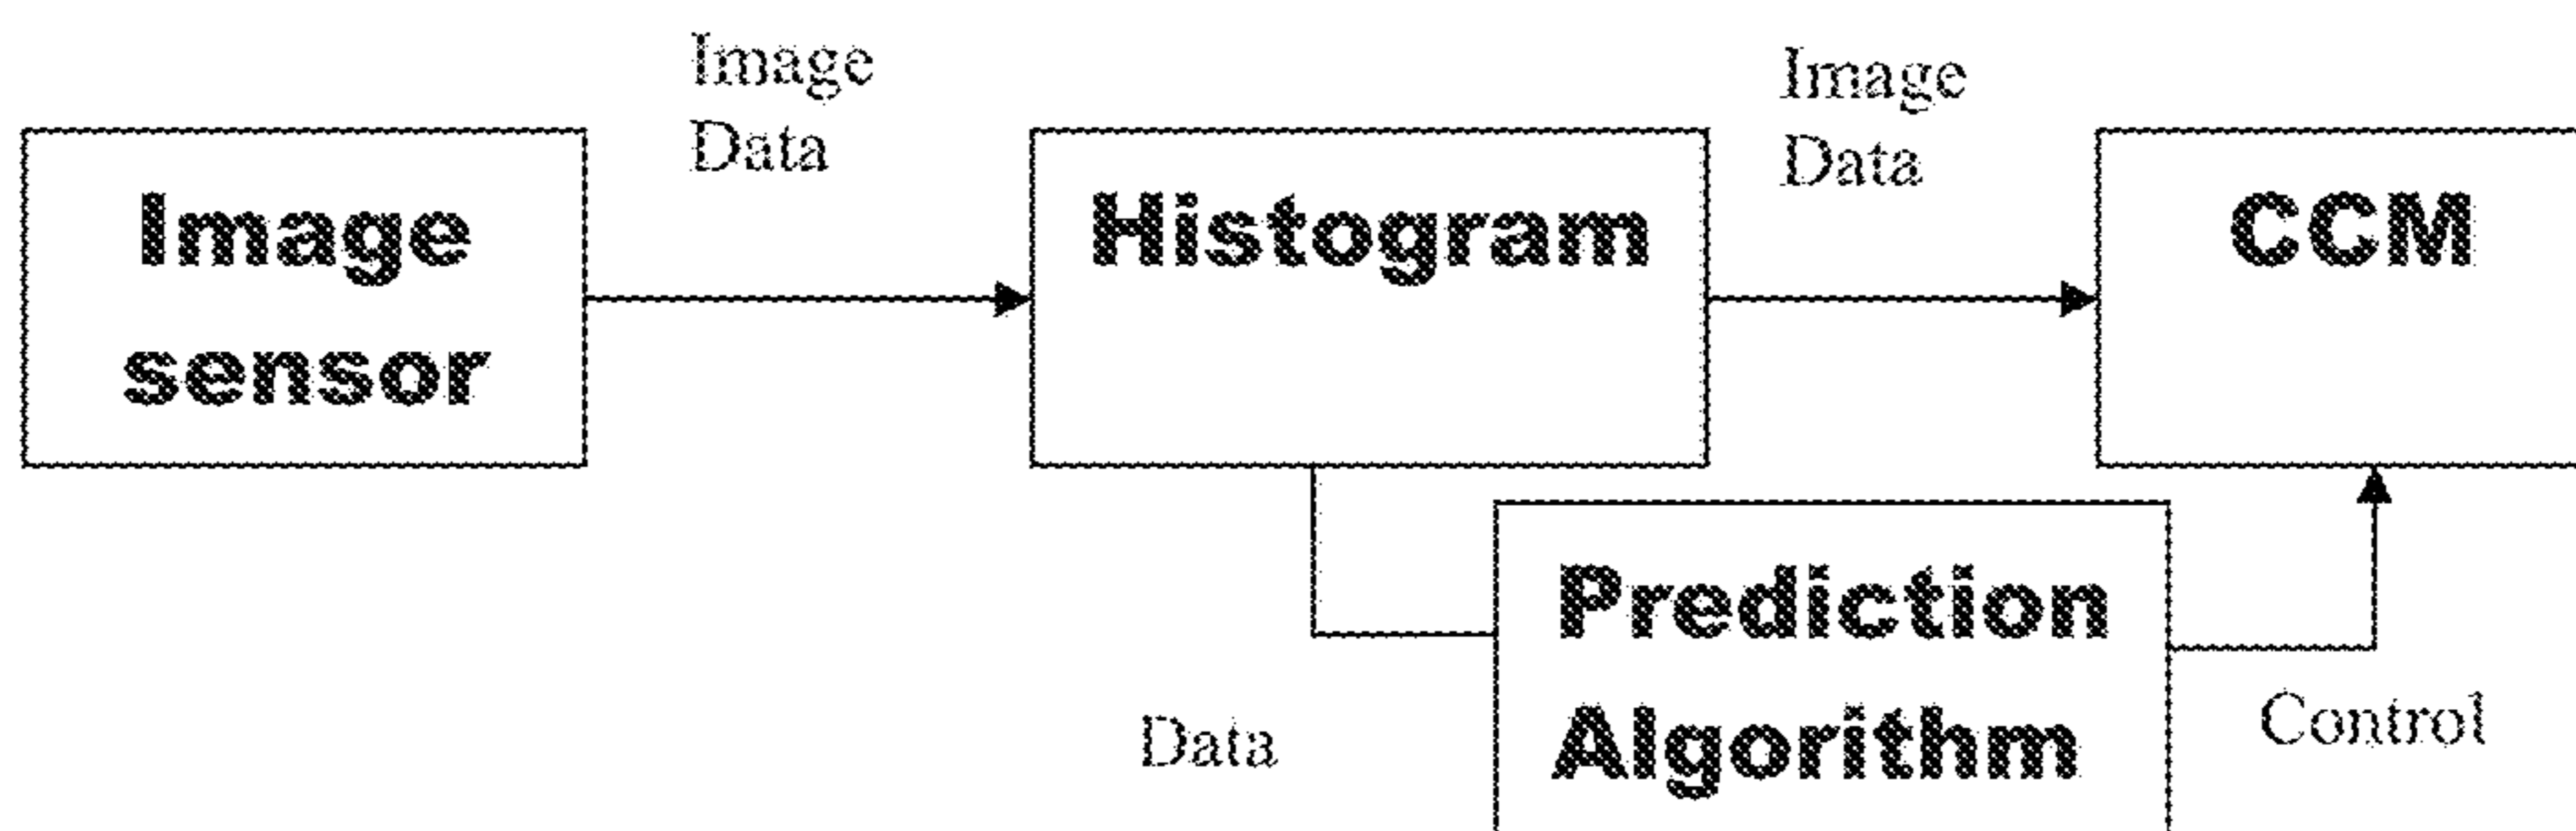 Image
Data
Image
Data
Image
sensor
Histogram
CCM
Prediction
Algorithm
Data
Control